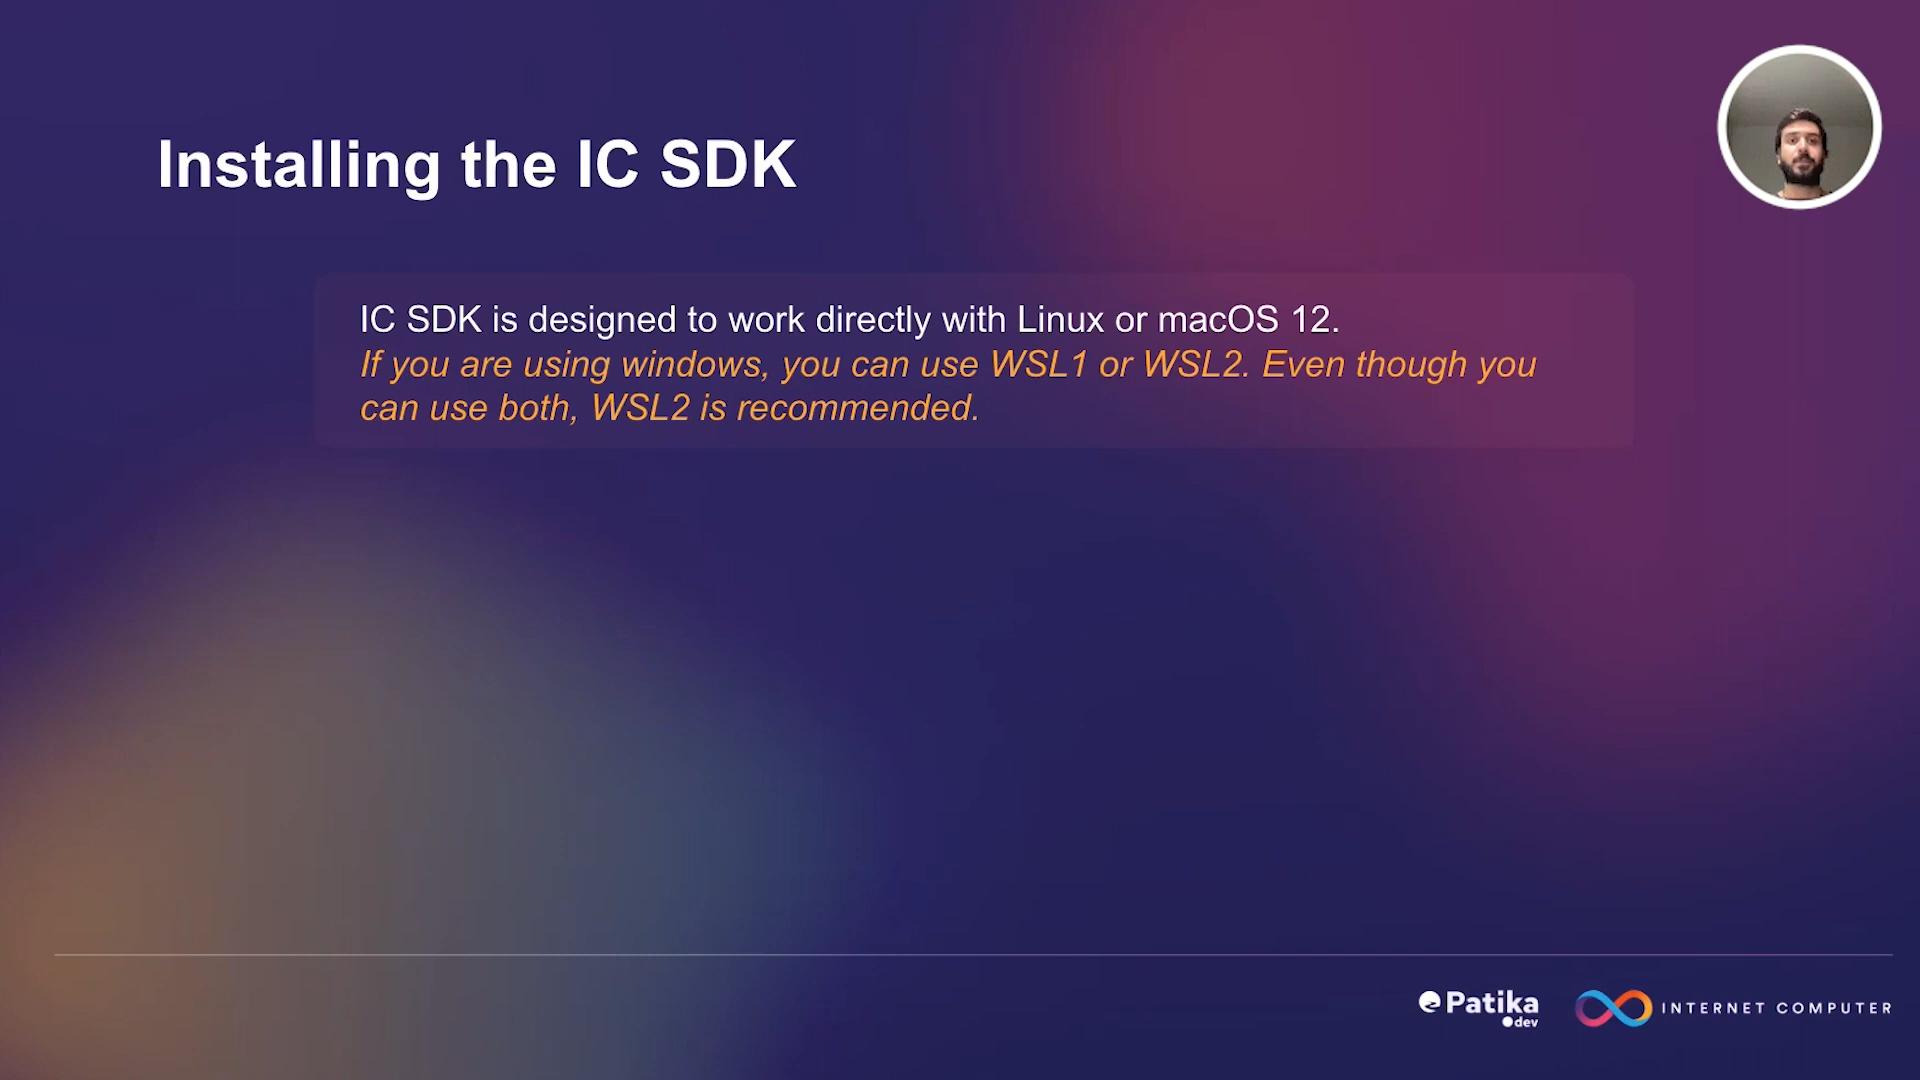 Installing the IC SDK
IC SDK is designed to work directly with Linux or macOS 12.
If you are using windows, you can use WSL1 or WSL2. Even though you
can use both, WSL2 is recommended.
Patika
dev
INTERNET COMPUTER